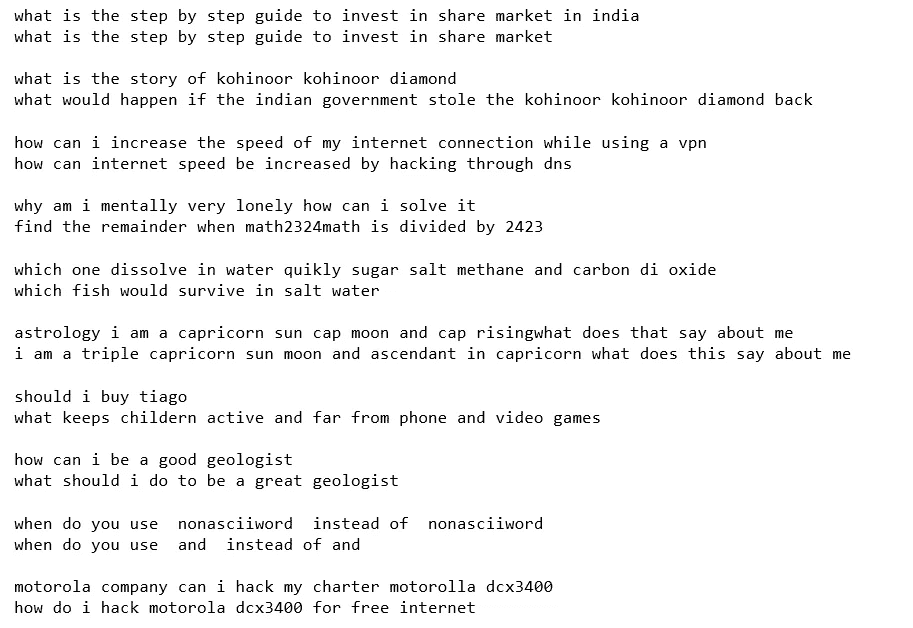 what is the step by step guide to invest in share market in india
what is the step by step guide to invest in share market
what is the story of kohinoor kohinoor diamond
what would happen if the indian government stole the kohinoor kohinoor diamond back
how can i increase the speed of my internet connection while using a vpn
how can internet speed be increased by hacking through dns
why am i mentally very lonely how can i solve it
find the remainder when math2324math is divided by 2423
which one dissolve in water quikly sugar salt methane and carbon di oxide
which fish would survive in salt water
astrology i am a capricorn sun cap moon and cap risingwhat does that say about me
i am a triple capricorn sun moon and ascendant in capricorn what does this say about me
should i buy tiago
what keeps childern active and far from phone and video games
how can i be a good geologist
what should i do to be a great geologist
when do you use  nonasciiword  instead of  nonasciiword
when do you use  and  instead of and
motorola company can i hack my charter motorolla dcx3400
how do i hack motorola dcx3400 for free internet